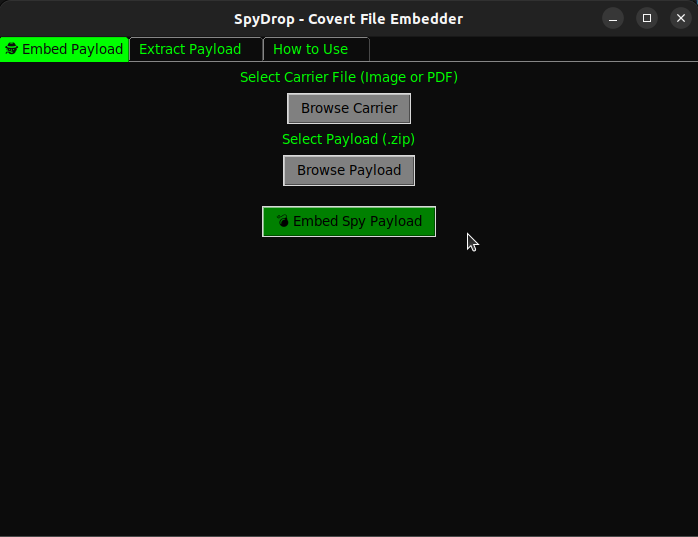 SpyDrop - Covert File Embedder
Embed Payload Extract Payload How to Use
Select Carrier File (Image or PDF)
Browse Carrier
Select Payload (.zip)
Browse Payload
Embed Spy Payload